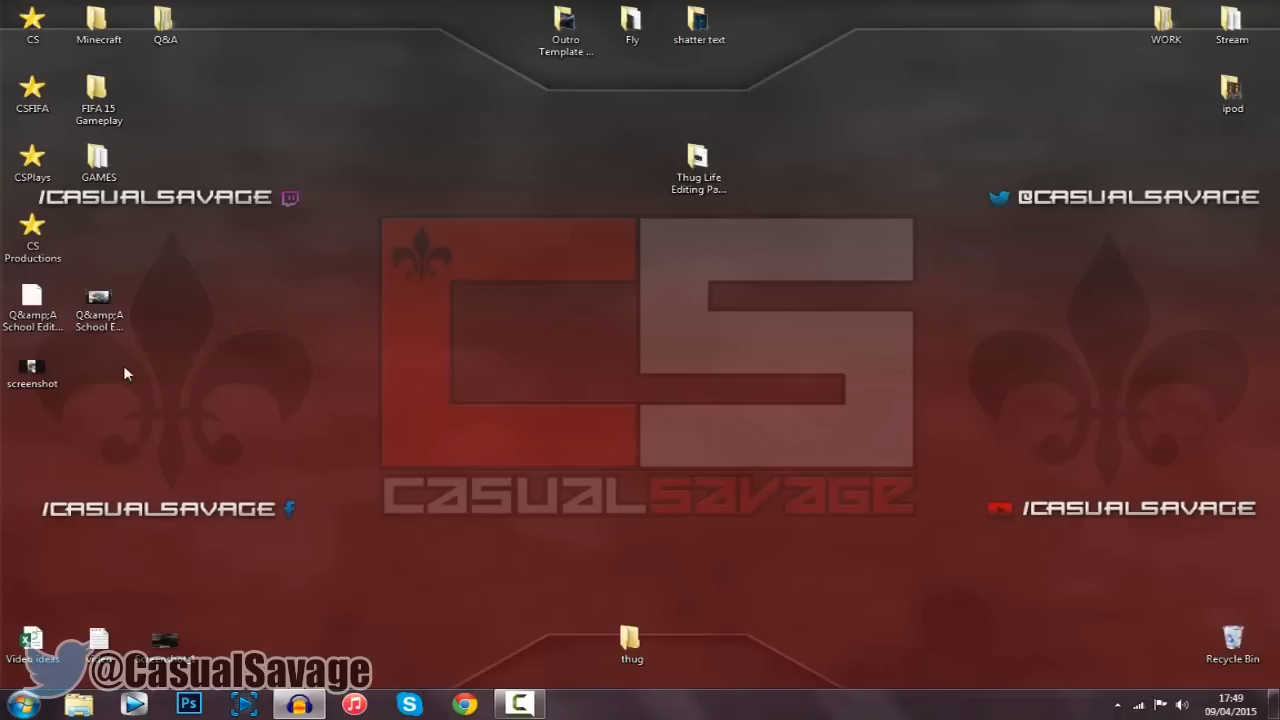 CS
Minecraft
Q&A
Outro
Template ...
Fly
shatter text
WORK
Stream
CSFIFA
FIFA 15
Gameplay
ipod
CSPlays
GAMES
Thug Life
Editing Pa...
/CASUALSAVAGE
@CASUALSAVAGE
CS
Productions
Q&amp;A
School Edit...
Q&amp;A
School E...
screenshot
CS
CASUALSAVAGE
/CASUALSAVAGE
/CASUALSAVAGE
Video ideas
thug
Recycle Bin
@CasualSavage
Ps
17:49
09/04/2015